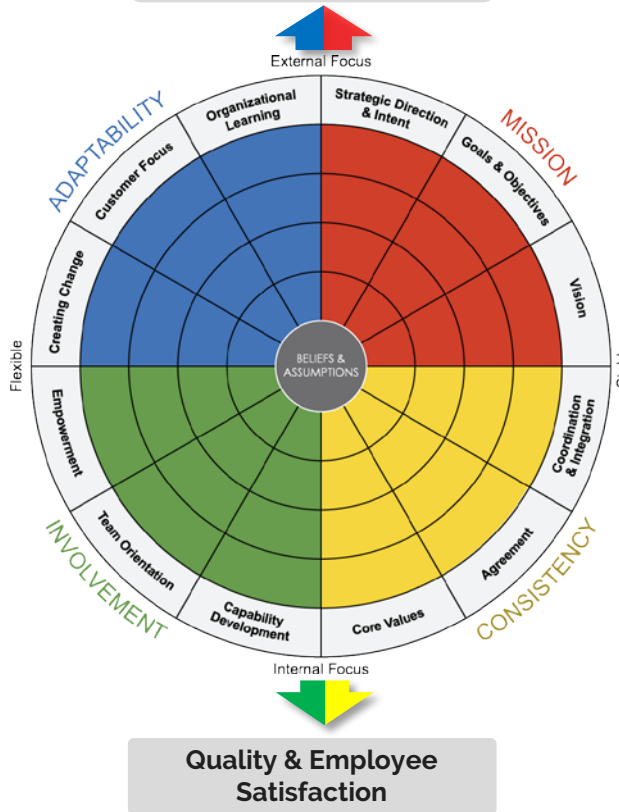 External Focus
ADAPTABILITY
MISSION
Organizational
Learning
Strategic Direction
& Intent
Customer Focus
Goals & Objectives
Creating Change
Vision
Flexible
BELIEFS &
ASSUMPTIONS
Empowerment
Coordination
& Integration
Team Orientation
Agreement
INVOLVEMENT
CONSISTENCY
Capability
Development
Core Values
Internal Focus
Quality & Employee
Satisfaction